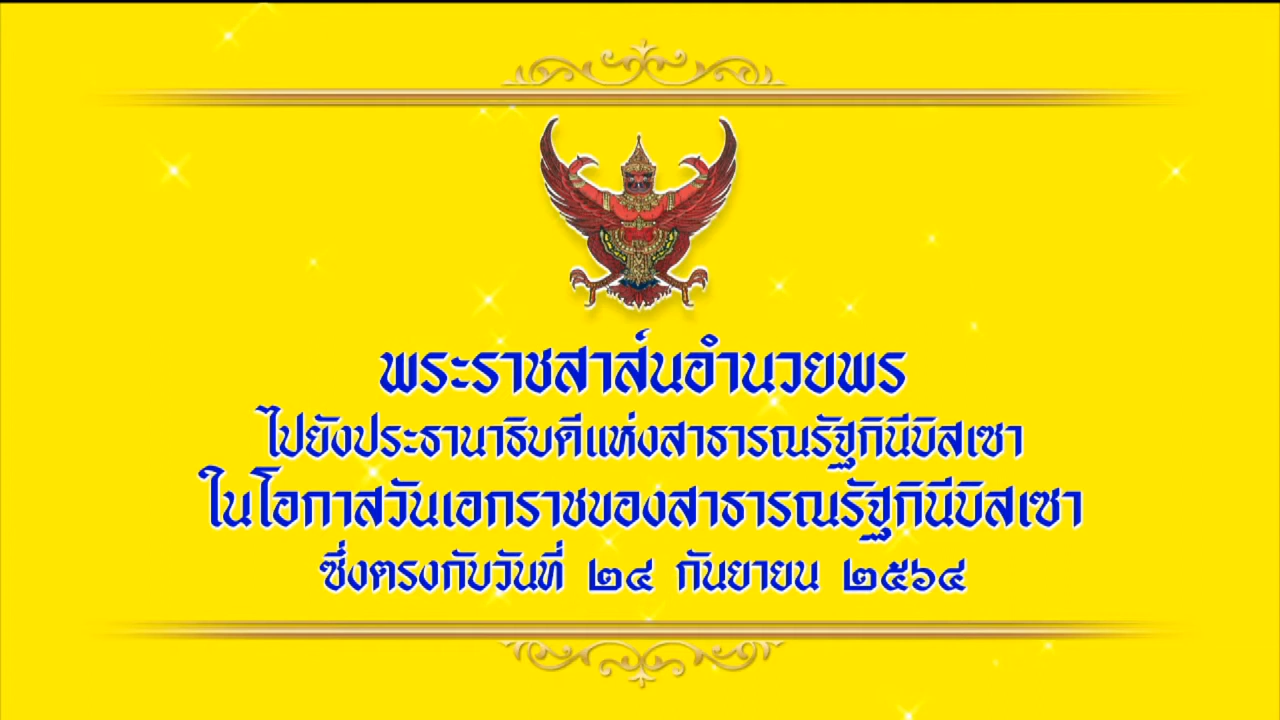 พระราชสาส์นอำนวยพร
ไปยังประธานาธิบดีแห่งสาธารณรัฐกินีบิสเซา
ในโอกาสวันเอกราชของสาธารณรัฐกินีบิสเซา
ซึ่งตรงกับวันที่ ๒๔ กันยายน ๒๕๖๔